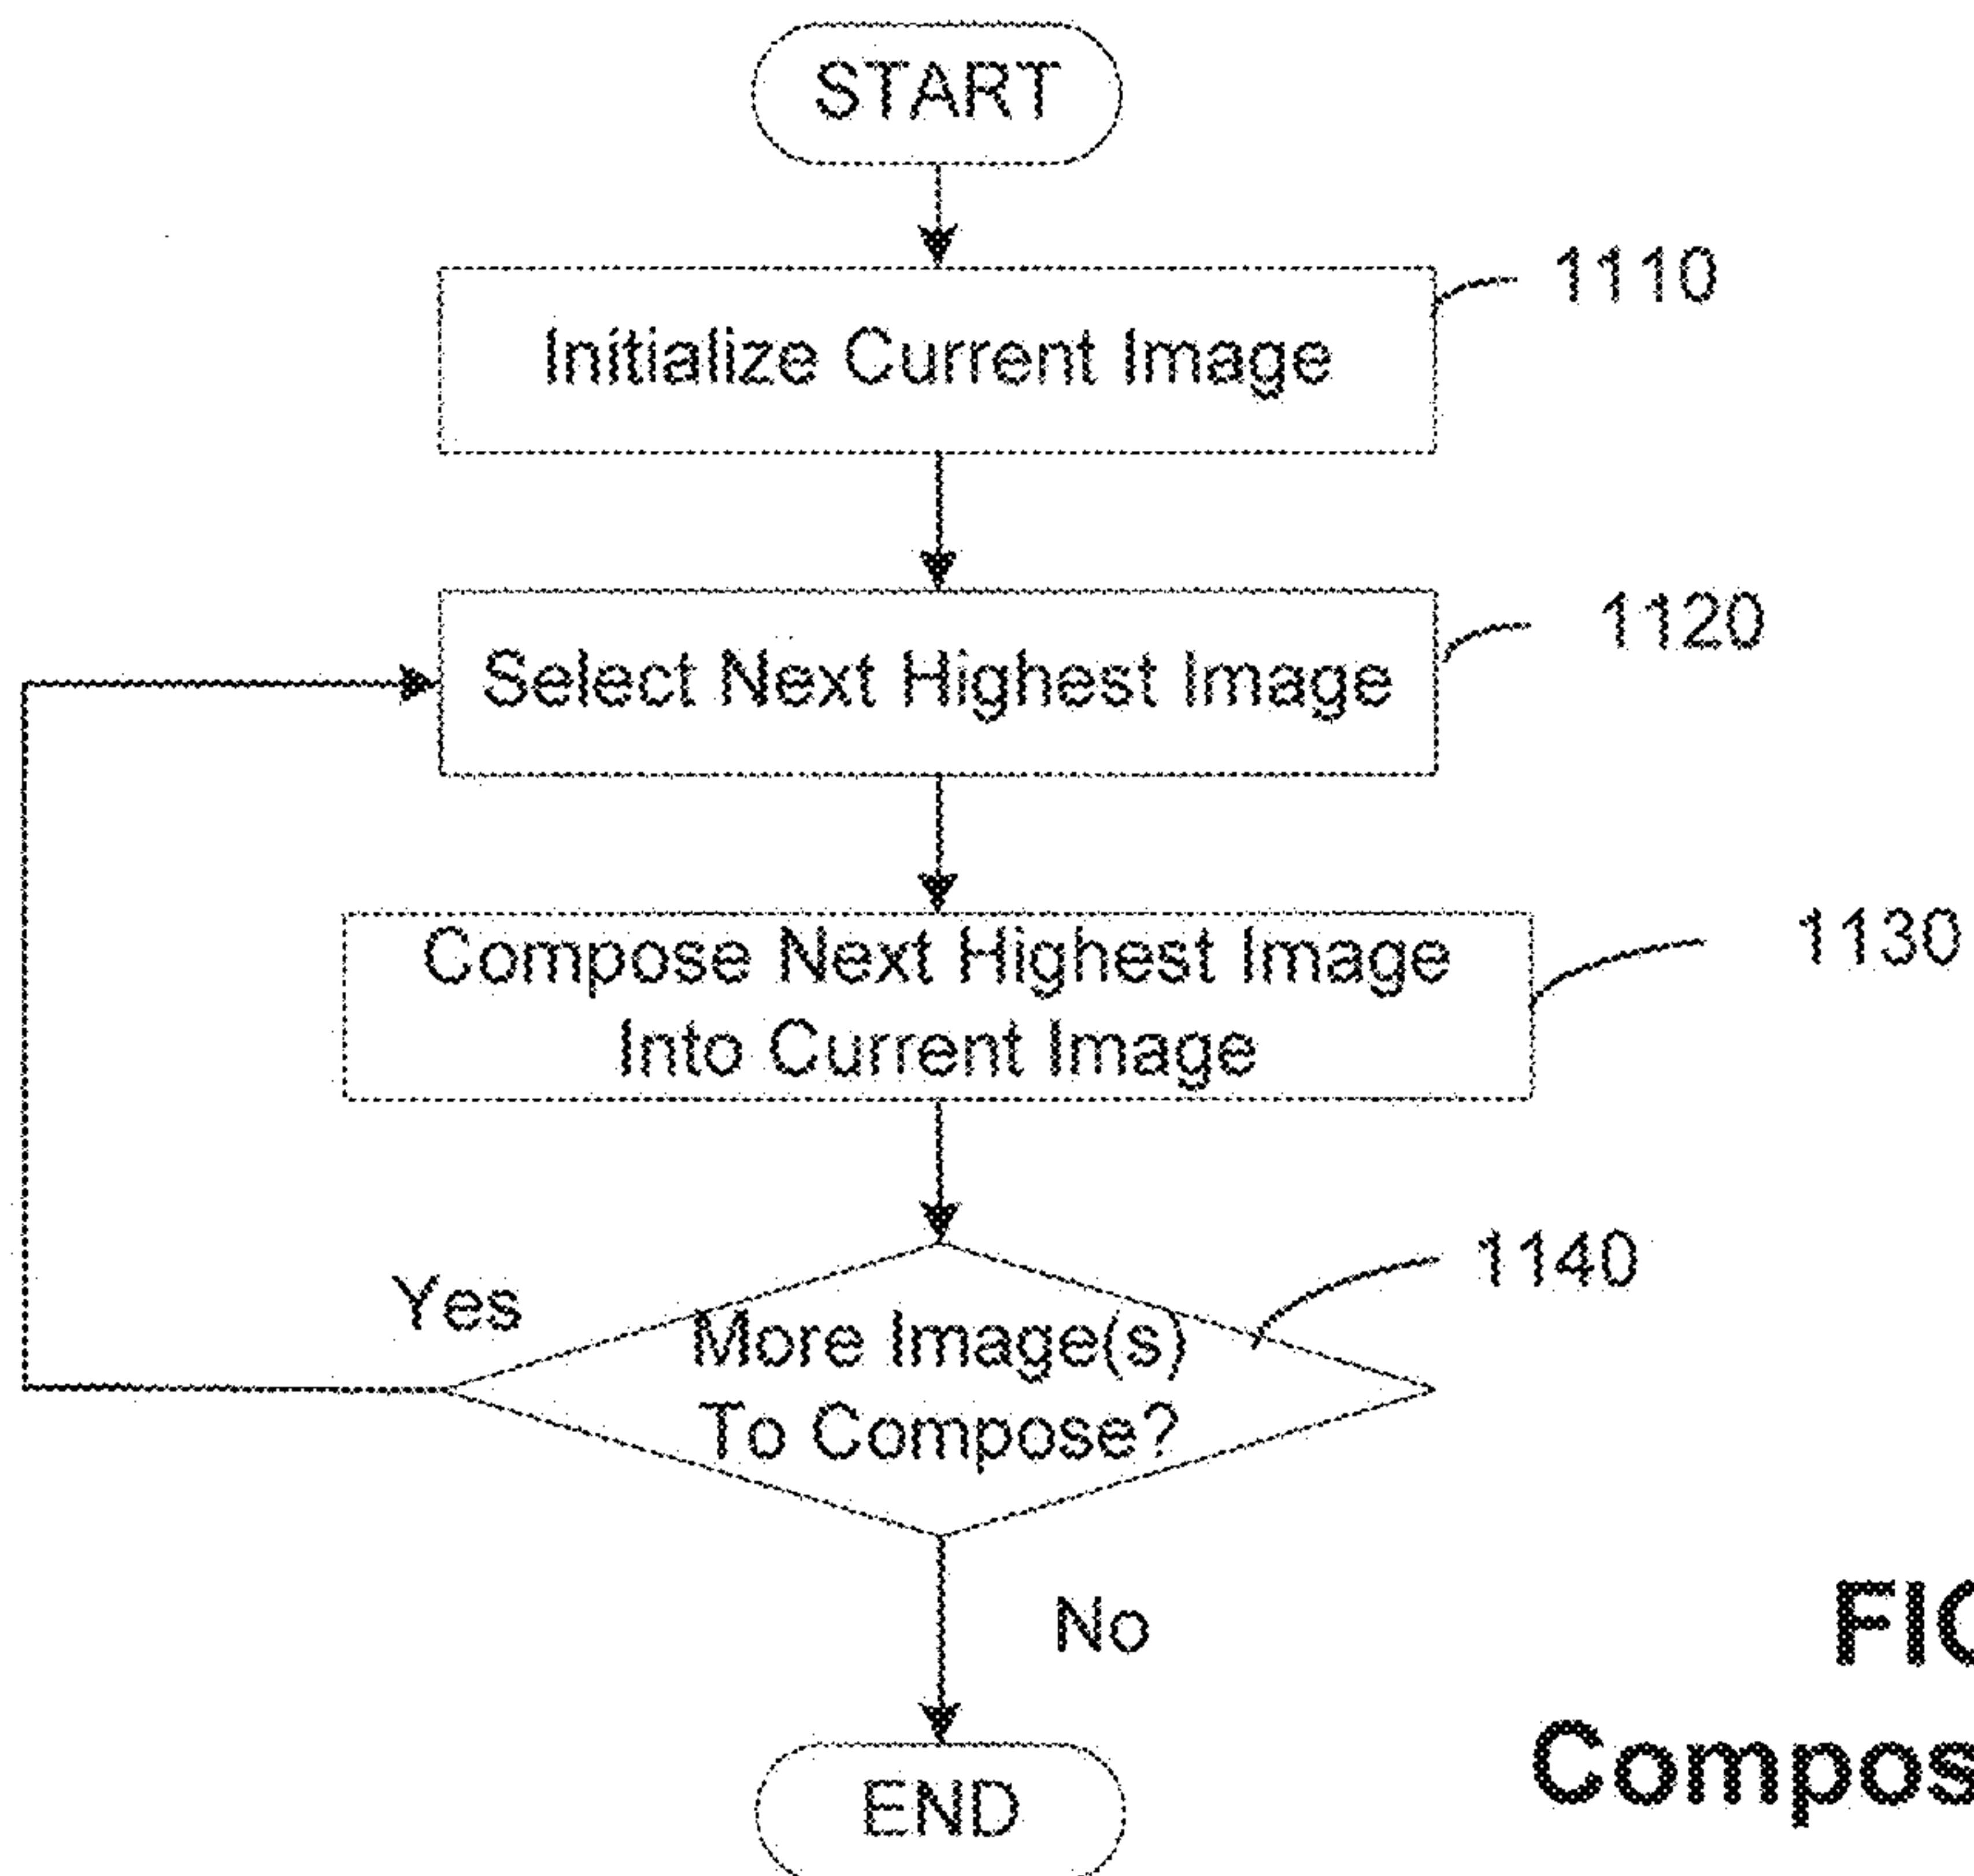 START
Initialize Current Image
1110
Select Next Highest Image
1120
Compose Next Highest Image
Into Current Image
1130
More Image(s)
To Compose?
1140
Yes
No
END